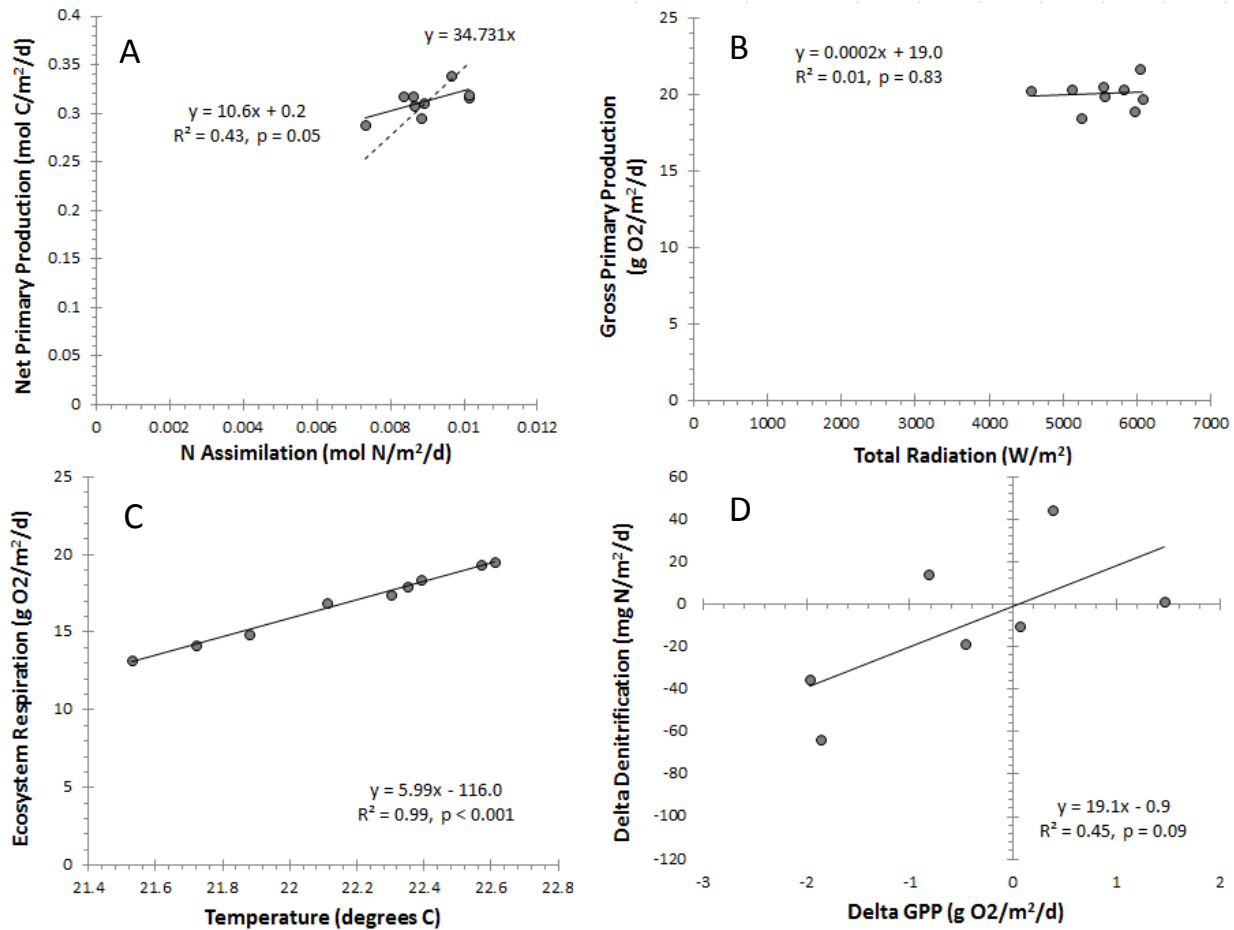 A
y = 34.731x
y = 10.6x + 0.2
R² = 0.43, p = 0.05
Net Primary Production (mol C/m²/d)
0.4
0.35
0.3
0.25
0.2
0.15
0.1
0.05
0
0 0.002 0.004 0.006 0.008 0.01 0.012
N Assimilation (mol N/m²/d)
B
y = 0.0002x + 19.0
R² = 0.01, p = 0.83
Gross Primary Production
(g O2/m²/d)
25
20
15
10
5
0
0 1000 2000 3000 4000 5000 6000 7000
Total Radiation (W/m²)
C
Ecosystem Respiration (g O2/m²/d)
25
20
15
10
5
0
y = 5.99x - 116.0
R² = 0.99, p < 0.001
21.4 21.6 21.8 22 22.2 22.4 22.6 22.8
Temperature (degrees C)
D
Delta Denitrification (mg N/m²/d)
60
40
20
0
-20
-40
-60
-80
-100
-120
y = 19.1x - 0.9
R² = 0.45, p = 0.09
-3 -2 -1 0 1 2
Delta GPP (g O2/m²/d)